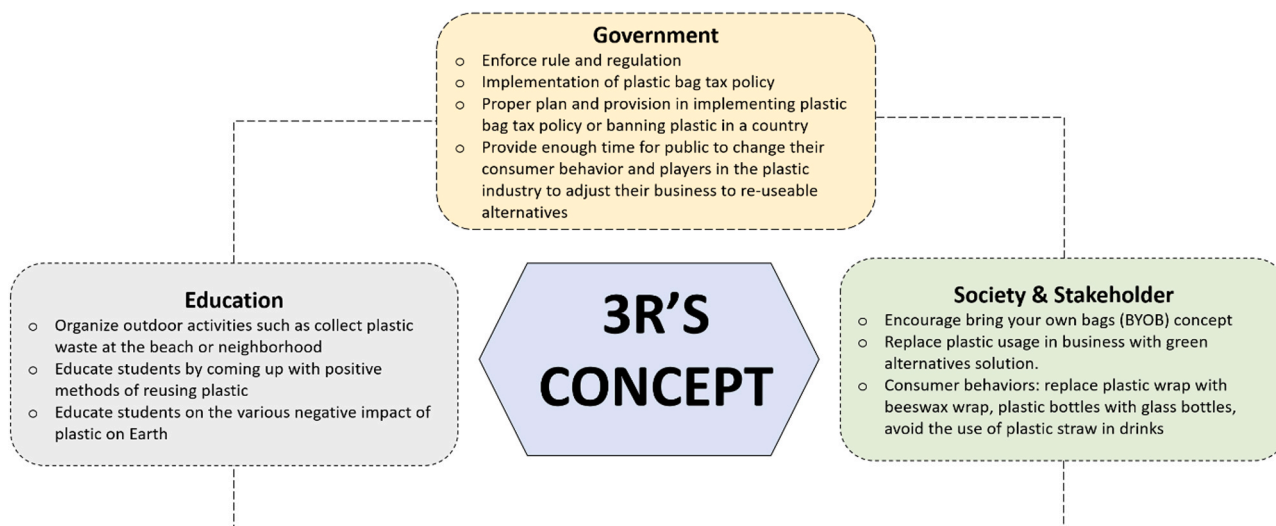 Government
o Enforce rule and regulation
o Implementation of plastic bag tax policy
o Proper plan and provision in implementing plastic
bag tax policy or banning plastic in a country
o Provide enough time for public to change their
consumer behavior and players in the plastic
industry to adjust their business to re-useable
alternatives
Education
o Organize outdoor activities such as collect plastic
waste at the beach or neighborhood
o Educate students by coming up with positive
methods of reusing plastic
o Educate students on the various negative impact of
plastic on Earth
3R'S
CONCEPT
Society & Stakeholder
o Encourage bring your own bags (BYOB) concept
o Replace plastic usage in business with green
alternatives solution.
o Consumer behaviors: replace plastic wrap with
beeswax wrap, plastic bottles with glass bottles,
avoid the use of plastic straw in drinks